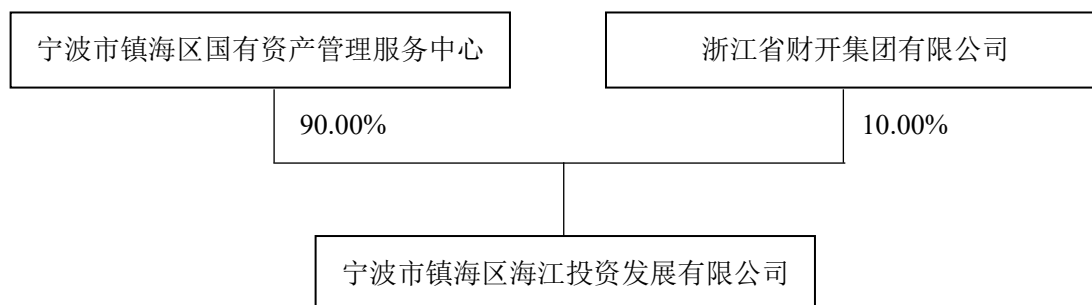 宁波市镇海区国有资产管理服务中心
浙江省财开集团有限公司
90.00%
10.00%
宁波市镇海区海江投资发展有限公司